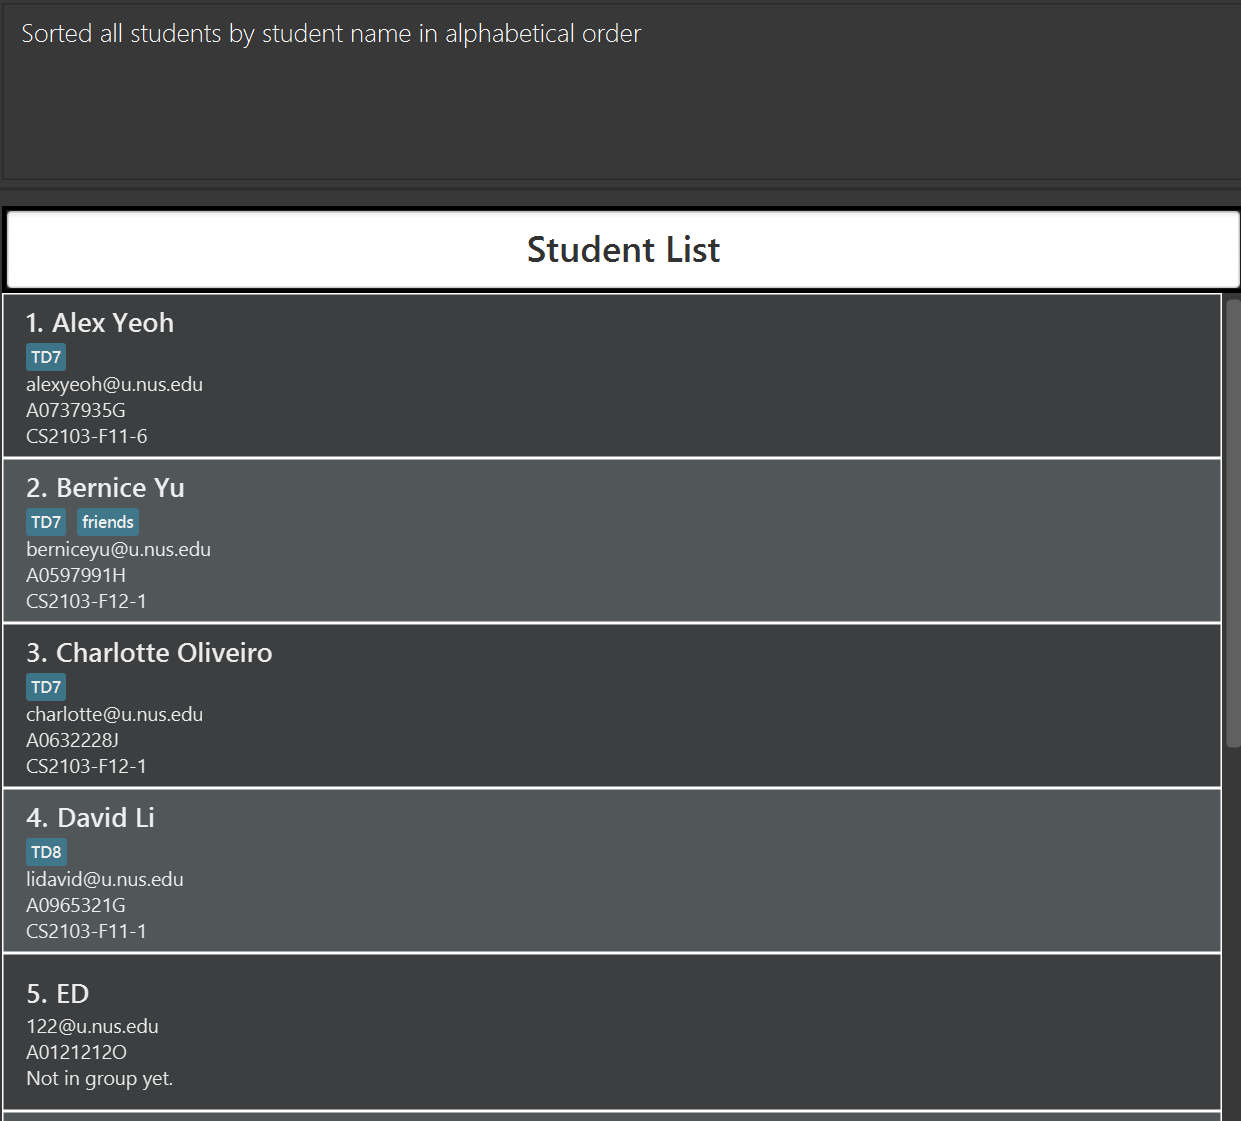 Sorted all students by student name in alphabetical order
Student List
1. Alex Yeoh
TD7
alexyeoh@u.nus.edu
A0737935G
CS2103-F11-6
2. Bernice Yu
TD7 friends
berniceyu@u.nus.edu
A0597991H
CS2103-F12-1
3. Charlotte Oliveiro
TD7
charlotte@u.nus.edu
A0632228J
CS2103-F12-1
4. David Li
TD8
lidavid@u.nus.edu
A0965321G
CS2103-F11-1
5. ED
122@u.nus.edu
A0121212O
Not in group yet.